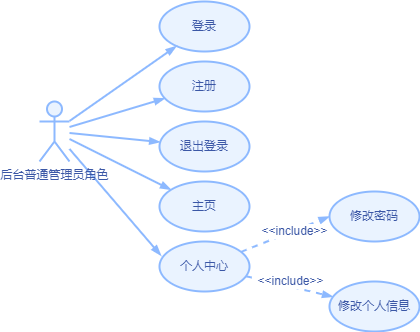 登录
注册
退出登录
后台普通管理员角色
主页
修改密码
<<include>>
个人中心
<<include>>
修改个人信息